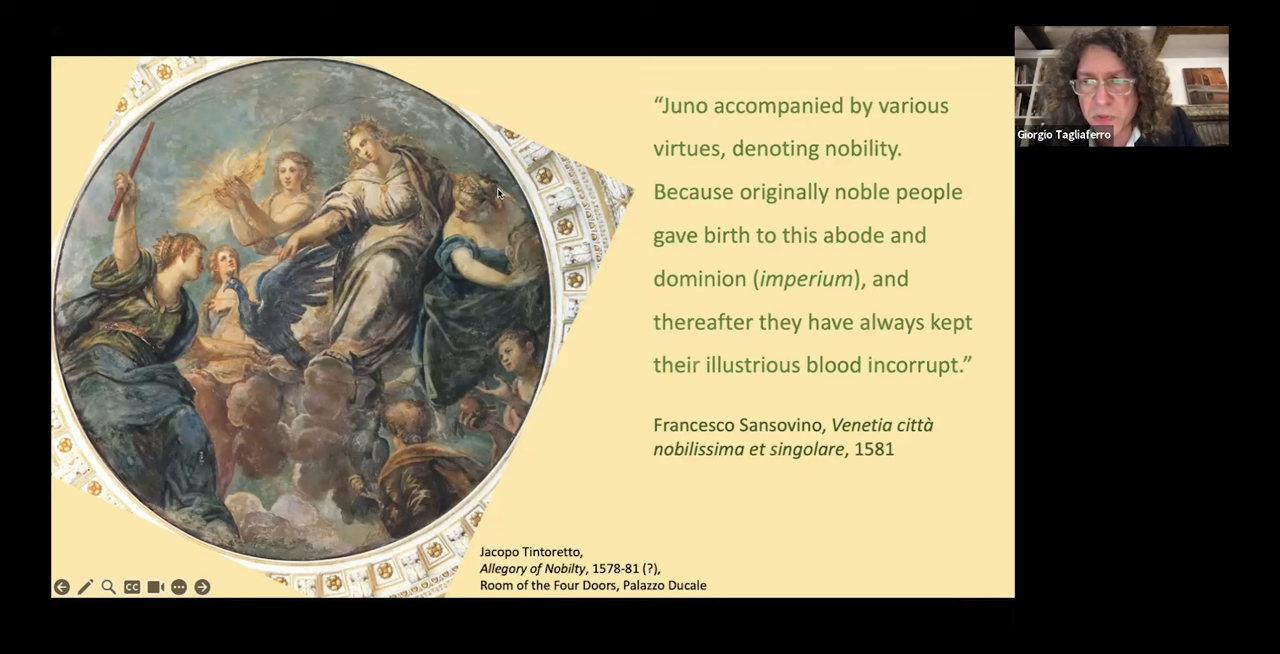 Giorgio Tagliaferro
“Juno accompanied by various
virtues, denoting nobility.
Because originally noble people
gave birth to this abode and
dominion (imperium), and
thereafter they have always kept
their illustrious blood incorrupt.”
Francesco Sansovino, Venetia città
nobilissima et singolare, 1581
Jacopo Tintoretto,
Allegory of Nobilty, 1578-81 (?),
Room of the Four Doors, Palazzo Ducale
CC